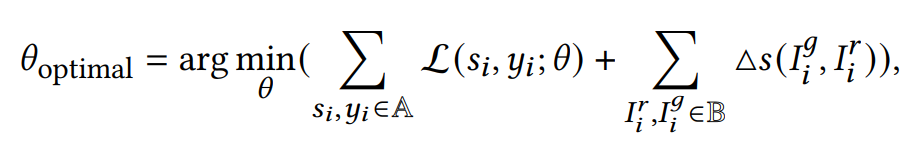 θ_optimal = arg min_θ ( ∑_{s_i, y_i ∈ 𝔸} ℒ(s_i, y_i; θ) + ∑_{I_i^r, I_i^g ∈ 𝔹} △s(I_i^g, I_i^r)),